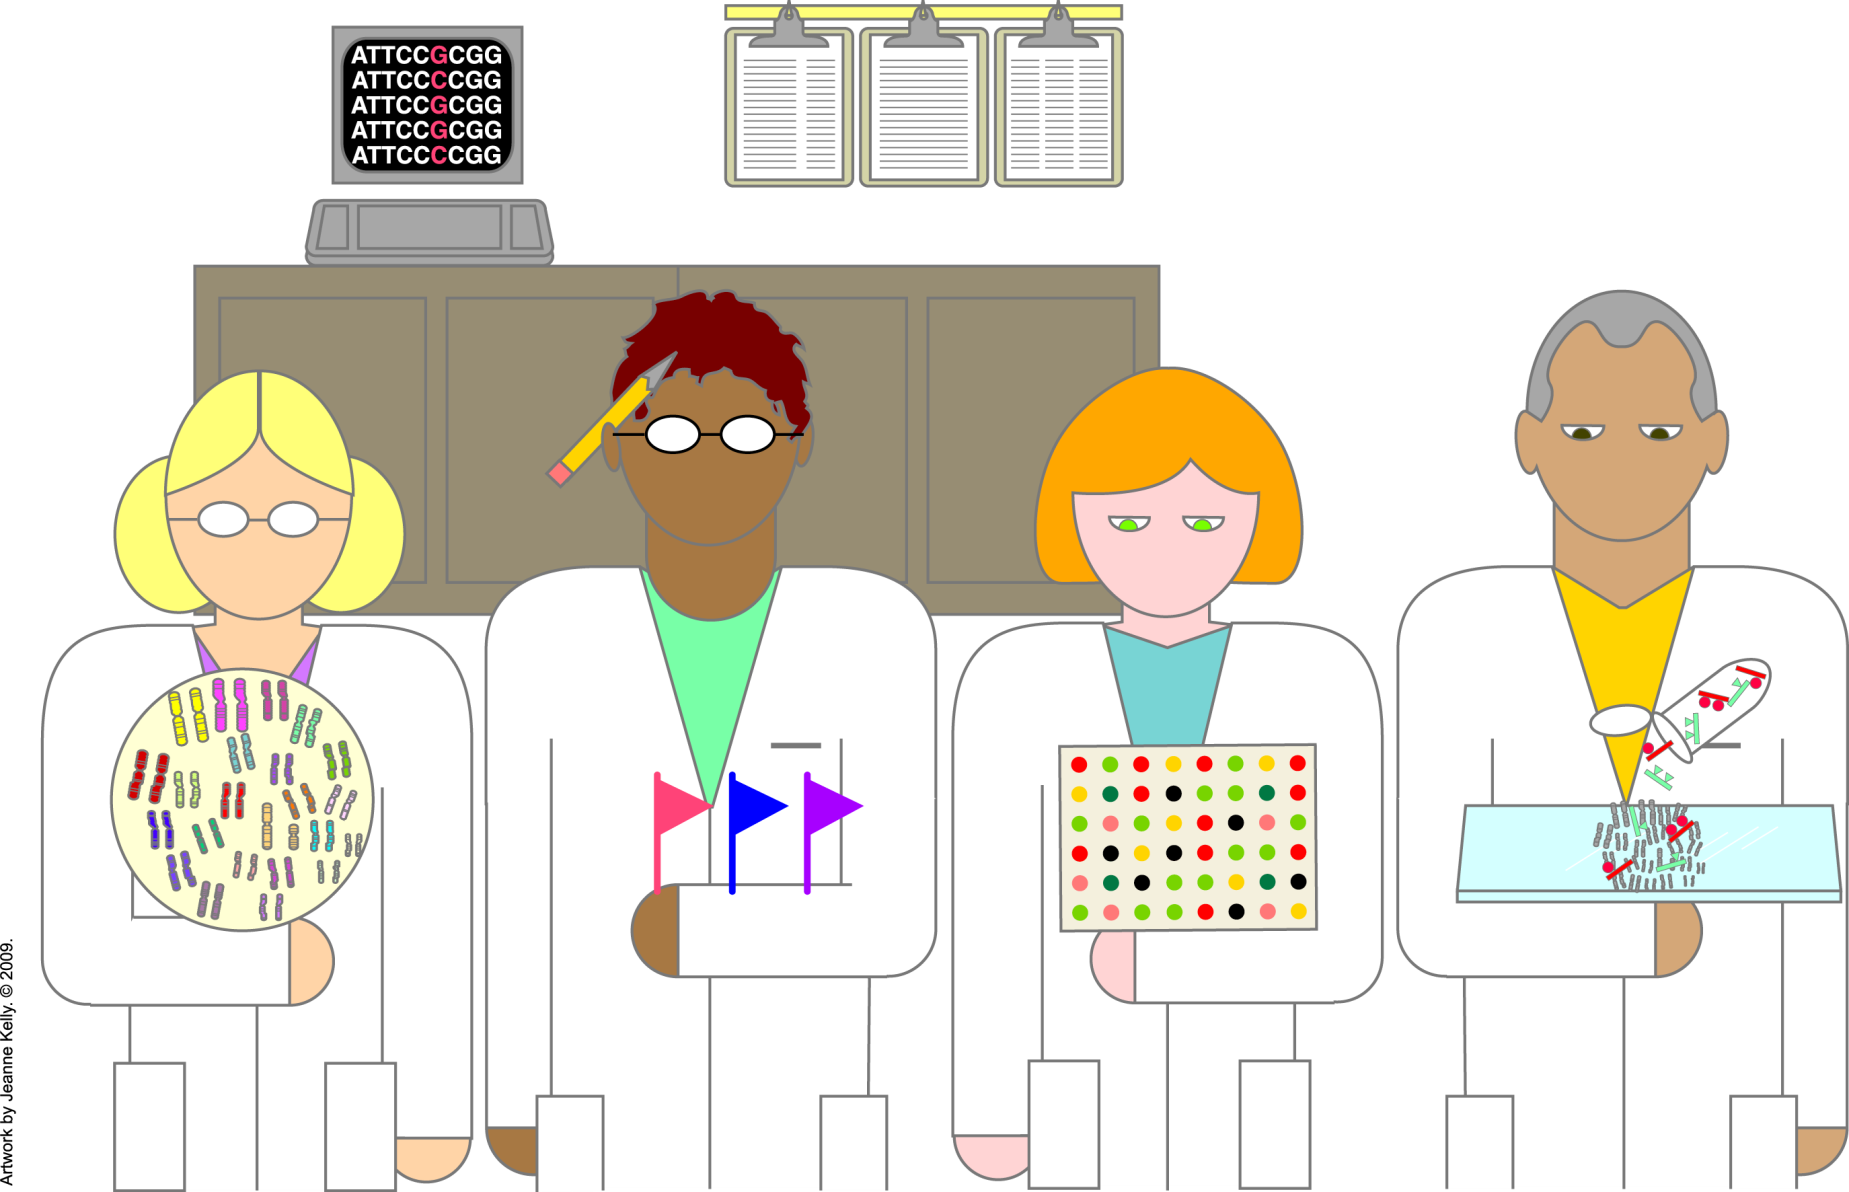 ATTCCGCGG
ATTCCCCGG
ATTCCGCGG
ATTCCGCGG
ATTCCCCGG
Artwork by Jeanne Kelly. © 2009.